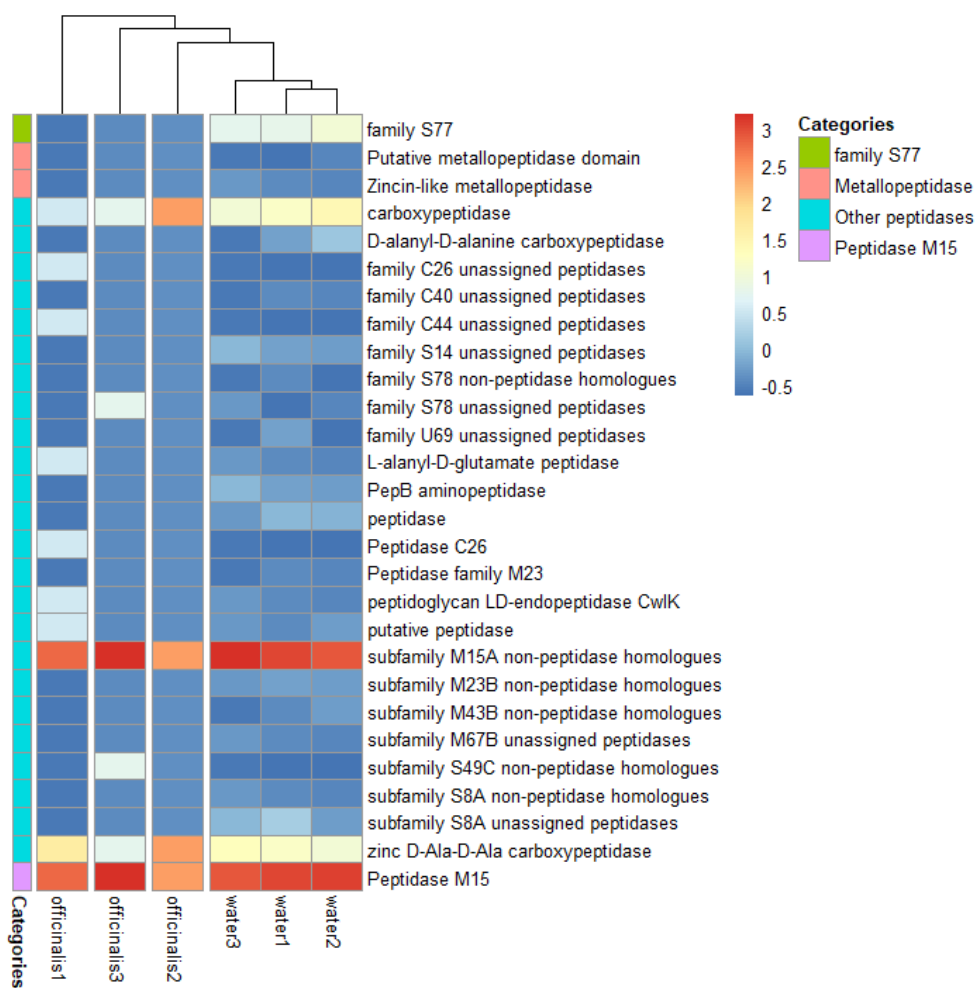 family S77
Putative metallopeptidase domain
Zincin-like metallopeptidase
carboxypeptidase
D-alanyl-D-alanine carboxypeptidase
family C26 unassigned peptidases
family C40 unassigned peptidases
family C44 unassigned peptidases
family S14 unassigned peptidases
family S78 non-peptidase homologues
family S78 unassigned peptidases
family U69 unassigned peptidases
L-alanyl-D-glutamate peptidase
PepB aminopeptidase
peptidase
Peptidase C26
Peptidase family M23
peptidoglycan LD-endopeptidase CwlK
putative peptidase
subfamily M15A non-peptidase homologues
subfamily M23B non-peptidase homologues
subfamily M43B non-peptidase homologues
subfamily M67B unassigned peptidases
subfamily S49C non-peptidase homologues
subfamily S8A non-peptidase homologues
subfamily S8A unassigned peptidases
zinc D-Ala-D-Ala carboxypeptidase
Peptidase M15
Categories
officinalis1
officinalis3
officinalis2
water3
water1
water2
3
2.5
2
1.5
1
0.5
0
-0.5
Categories
family S77
Metallopeptidase
Other peptidases
Peptidase M15